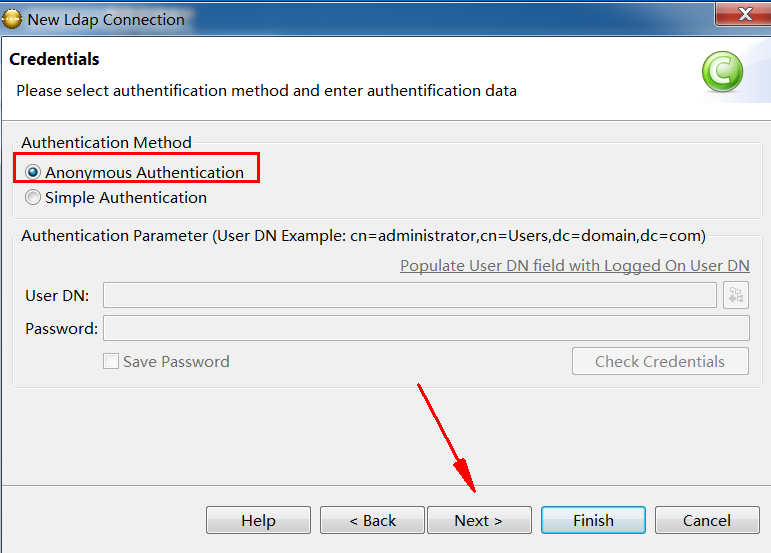 New Ldap Connection
Credentials
Please select authentification method and enter authentification data
Authentication Method
Anonymous Authentication
Simple Authentication
Authentication Parameter (User DN Example: cn=administrator,cn=Users,dc=domain,dc=com)
Populate User DN field with Logged On User DN
User DN:
Password:
Save Password
Check Credentials
Help
< Back
Next >
Finish
Cancel